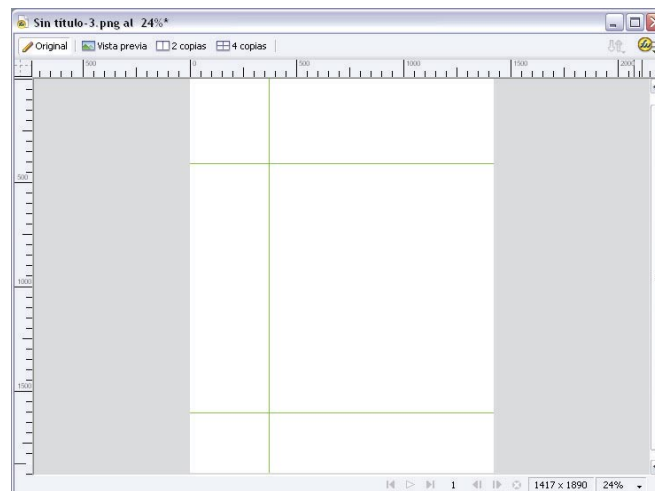 Sin título-3.png al 24%*
Original Vista previa 2 copias 4 copias
500 0 500 1000 1500 2000
500
1000
1500
1 1417 x 1890 24%